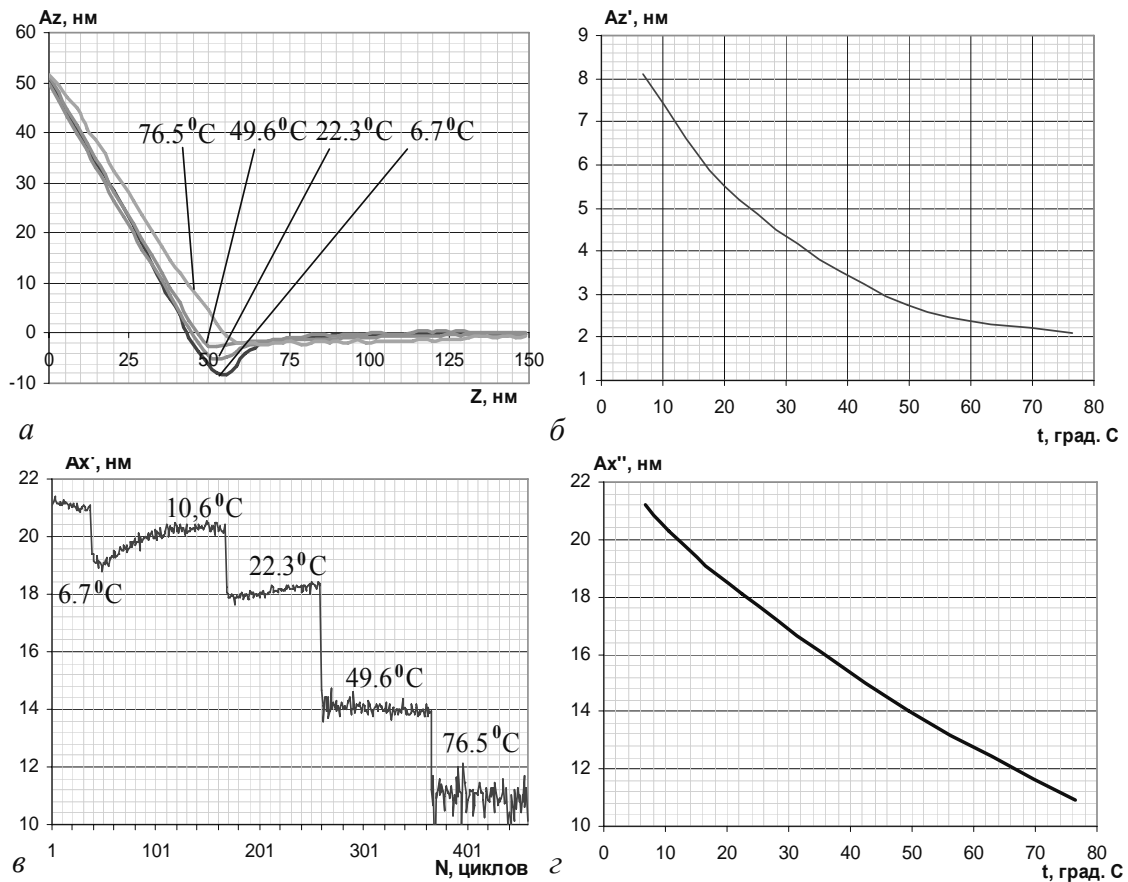 Az, нм
60
50
40
30
20
10
0
-10
76.5⁰C 49.6⁰C 22.3⁰C 6.7⁰C
0 25 50 75 100 125 150
Z, нм
а
Az', нм
9
8
7
6
5
4
3
2
1
0 10 20 30 40 50 60 70 80
t, град. С
б
Ax', нм
22
20
18
16
14
12
10
6.7⁰C
10,6⁰C
22.3⁰C
49.6⁰C
76.5⁰C
1 101 201 301 401
N, циклов
в
Ax'', нм
22
20
18
16
14
12
10
0 10 20 30 40 50 60 70 80
t, град. С
г